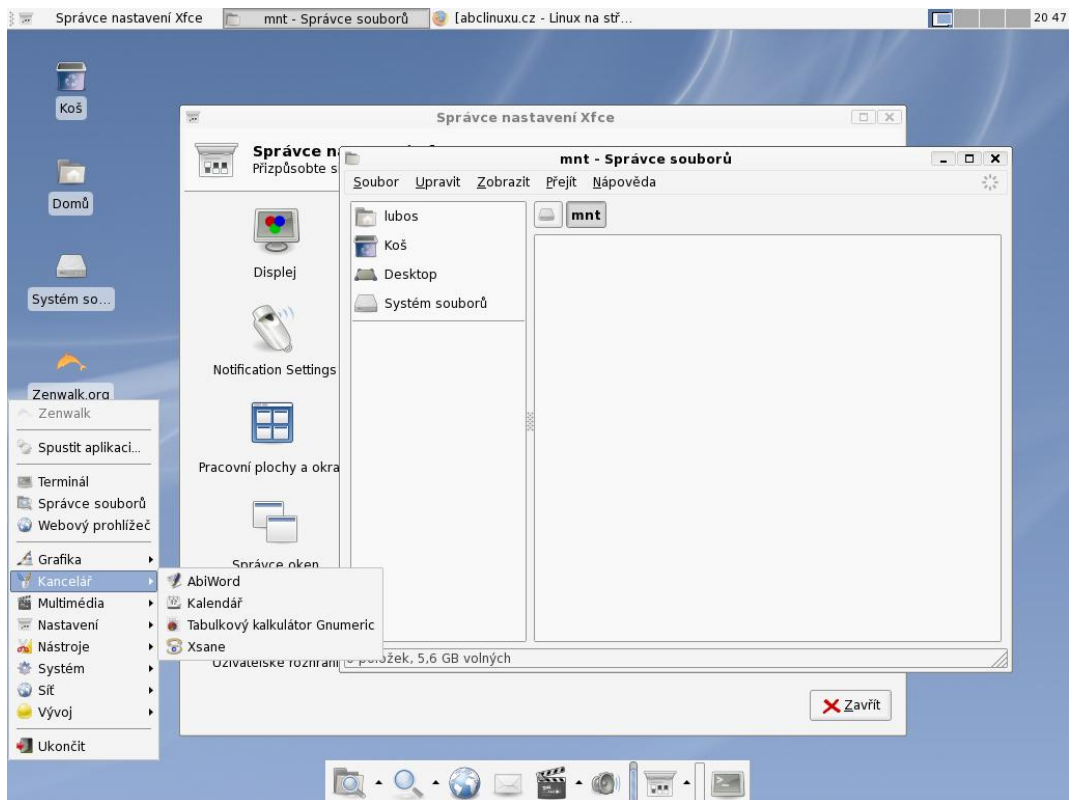 Správce nastavení Xfce
mnt - Správce souborů
[abclinuxu.cz - Linux na stř...
20 47
Koš
Domů
Systém so...
Zenwalk.org
Správce nastavení Xfce
Správce n
Přizpůsobte s
Displej
Notification Settings
Pracovní plochy a okra
Správce oken
Uživatelské rozhraní
Zavřít
mnt - Správce souborů
Soubor Upravit Zobrazit Přejít Nápověda
lubos
Koš
Desktop
Systém souborů
mnt
položek, 5,6 GB volných
Zenwalk
Spustit aplikaci...
Terminál
Správce souborů
Webový prohlížeč
Grafika
Kancelář
Multimédia
Nastavení
Nástroje
Systém
Síť
Vývoj
Ukončit
AbiWord
Kalendář
Tabulkový kalkulátor Gnumeric
Xsane